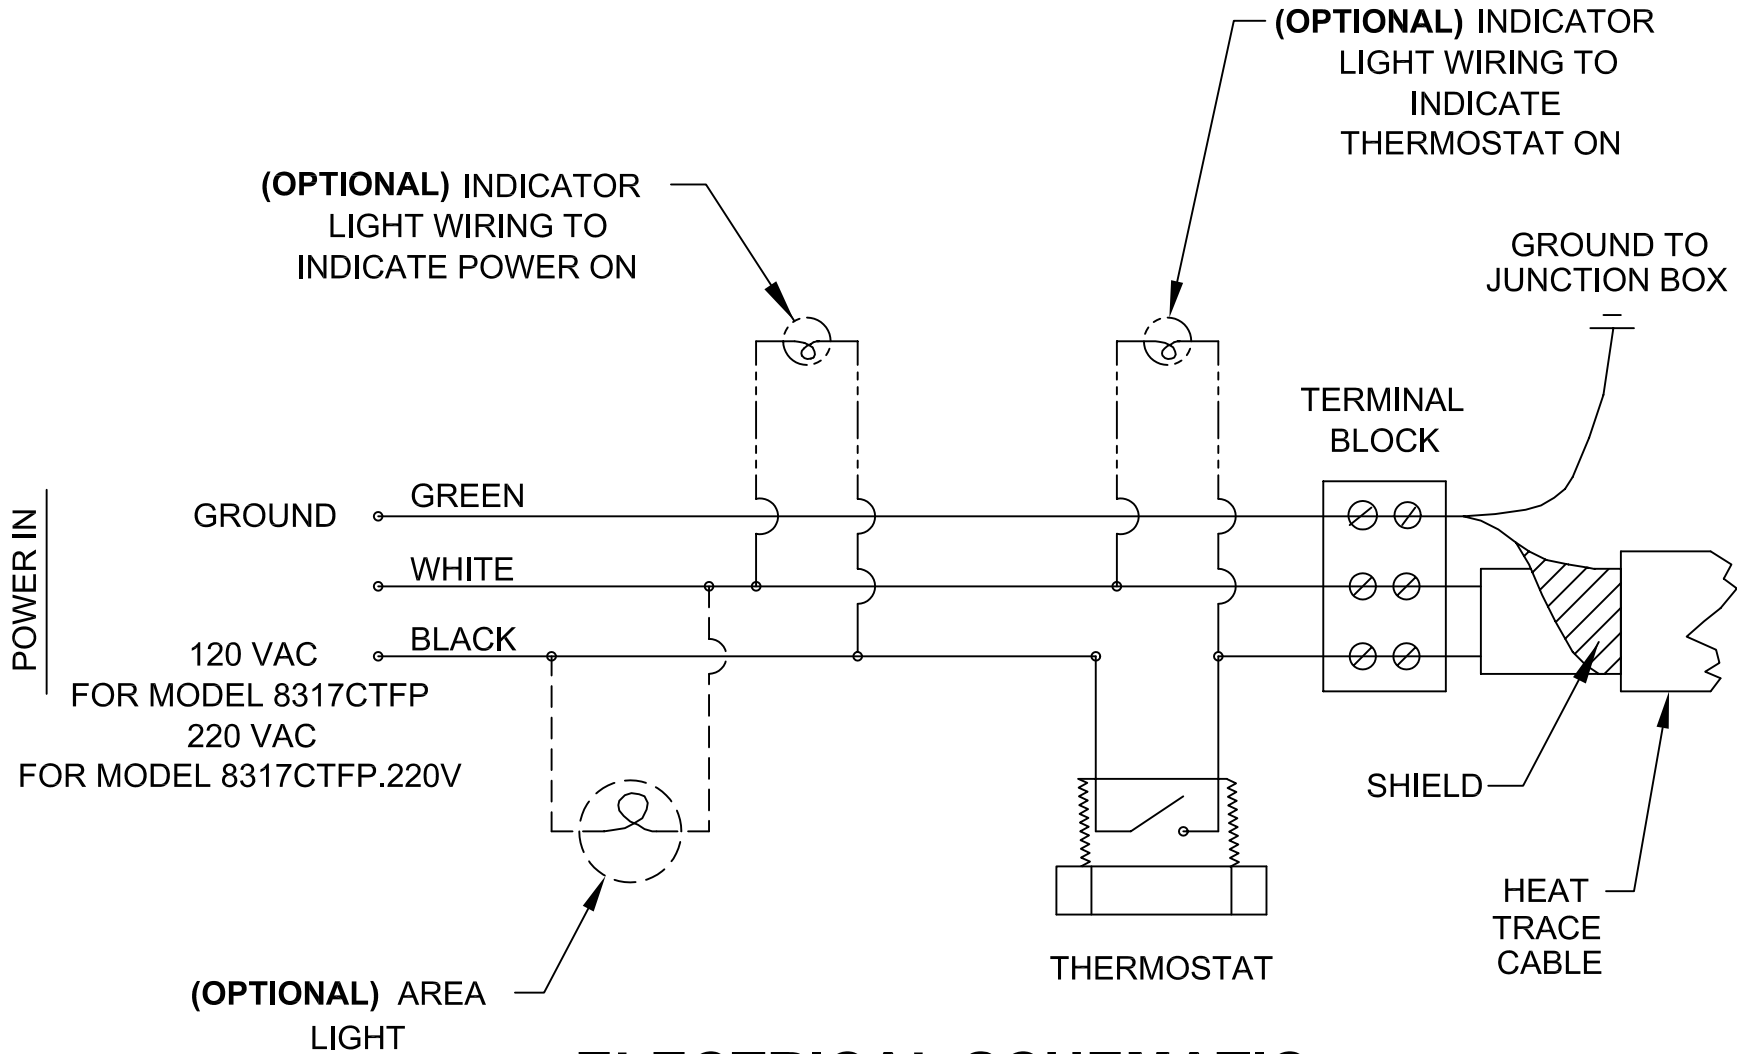 (OPTIONAL) INDICATOR
LIGHT WIRING TO
INDICATE
THERMOSTAT ON
(OPTIONAL) INDICATOR
LIGHT WIRING TO
INDICATE POWER ON
GROUND TO
JUNCTION BOX
TERMINAL
BLOCK
POWER IN
GROUND
GREEN
WHITE
BLACK
120 VAC
FOR MODEL 8317CTFP
220 VAC
FOR MODEL 8317CTFP.220V
SHIELD
HEAT
TRACE
CABLE
THERMOSTAT
(OPTIONAL) AREA
LIGHT
ELECTRICAL SCHEMATIC